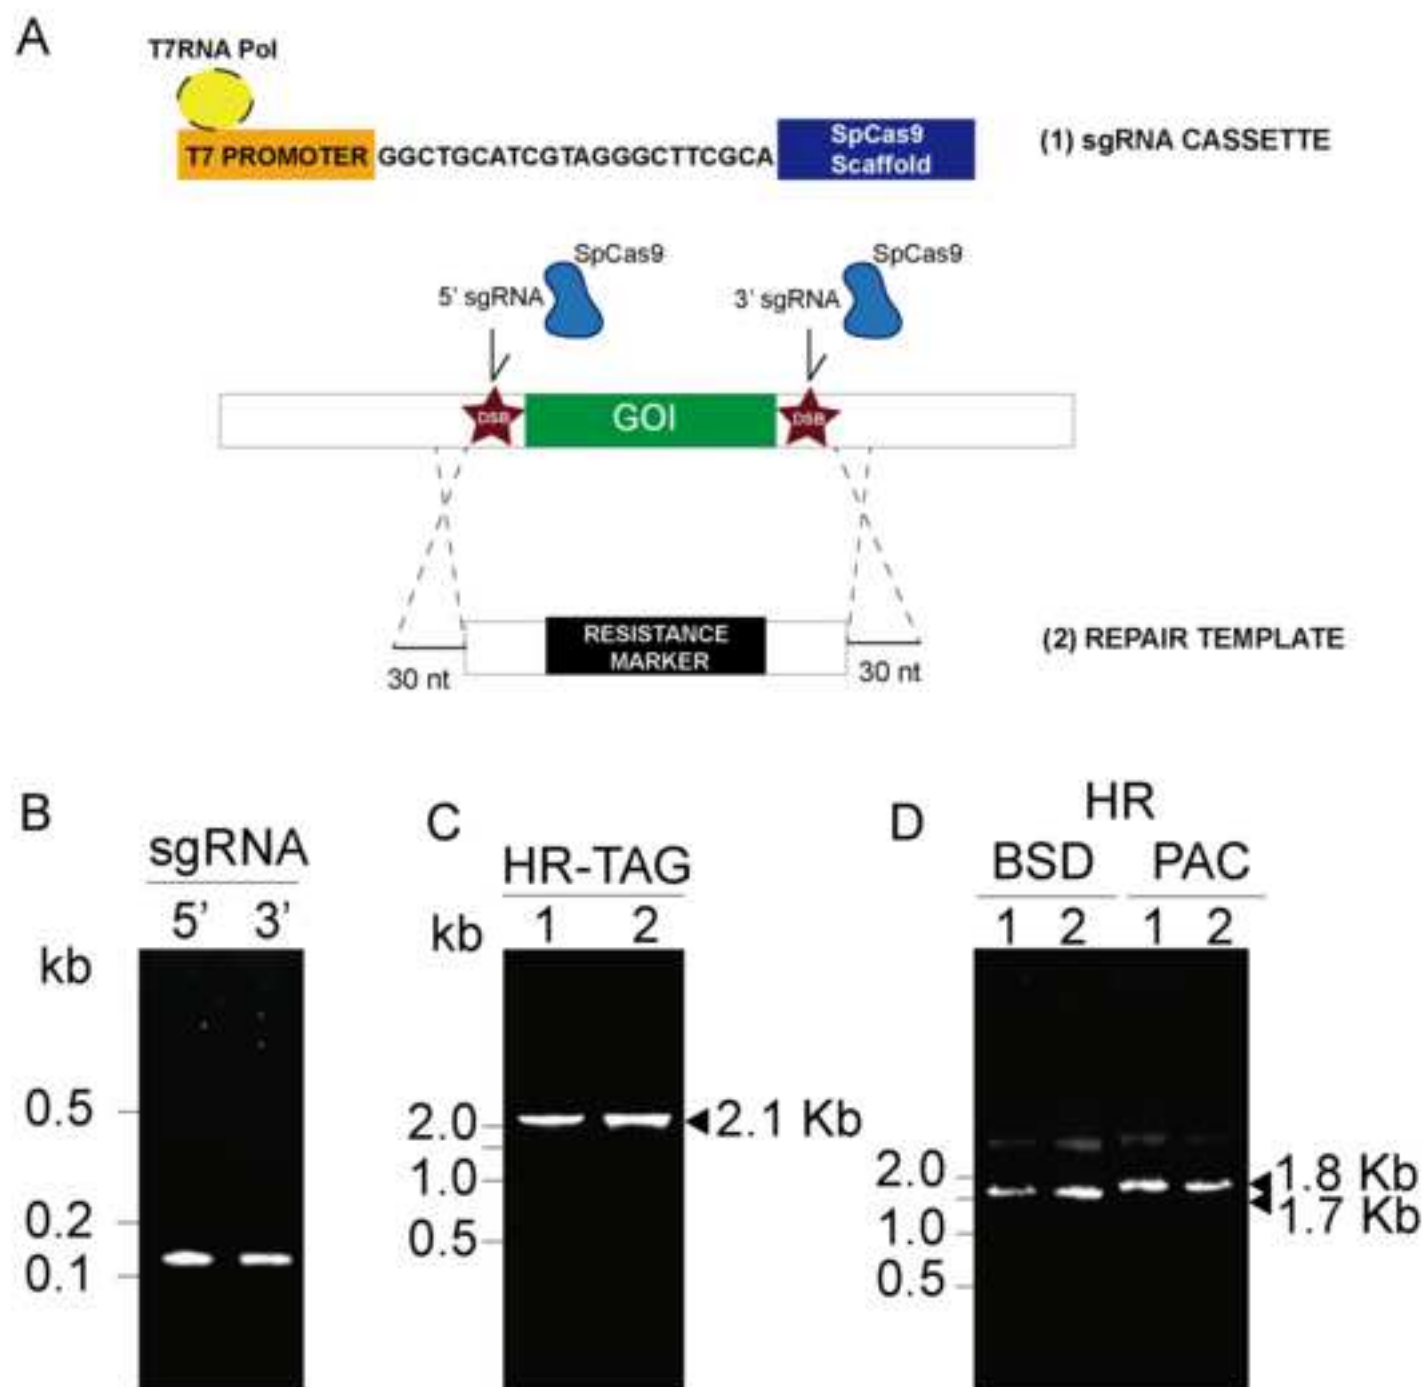 A
T7RNA Pol
T7 PROMOTER GGCTGCATCGTAGGGCTTCGCA SpCas9 Scaffold
(1) sgRNA CASSETTE
SpCas9
5' sgRNA
SpCas9
3' sgRNA
DSB
GOI
DSB
RESISTANCE
MARKER
30 nt
30 nt
(2) REPAIR TEMPLATE
B
sgRNA
5' 3'
kb
0.5
0.2
0.1
C
HR-TAG
kb 1 2
2.0
1.0
0.5
2.1 Kb
D
HR
BSD PAC
1 2 1 2
2.0
1.0
0.5
1.8 Kb
1.7 Kb